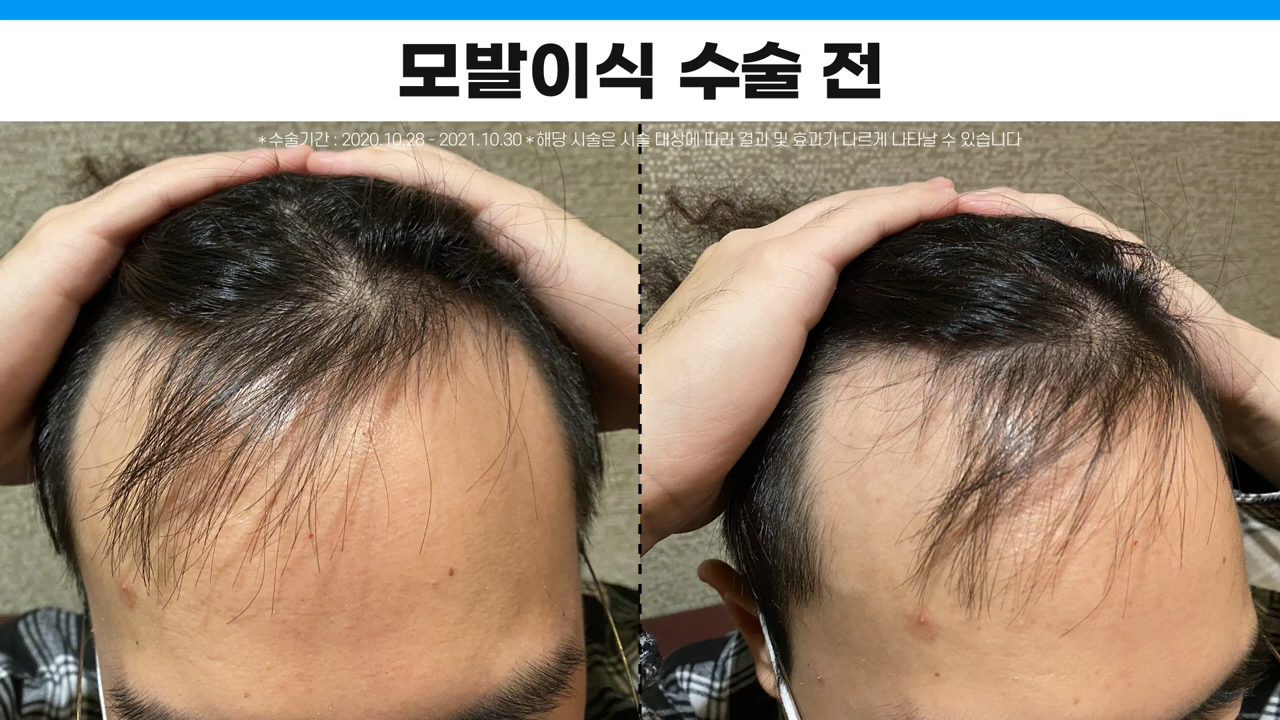 모발이식 수술 전
*수술기간 : 2020.10.28 - 2021.10.30 *해당 시술은 시술 대상에 따라 결과 및 효과가 다르게 나타날 수 있습니다